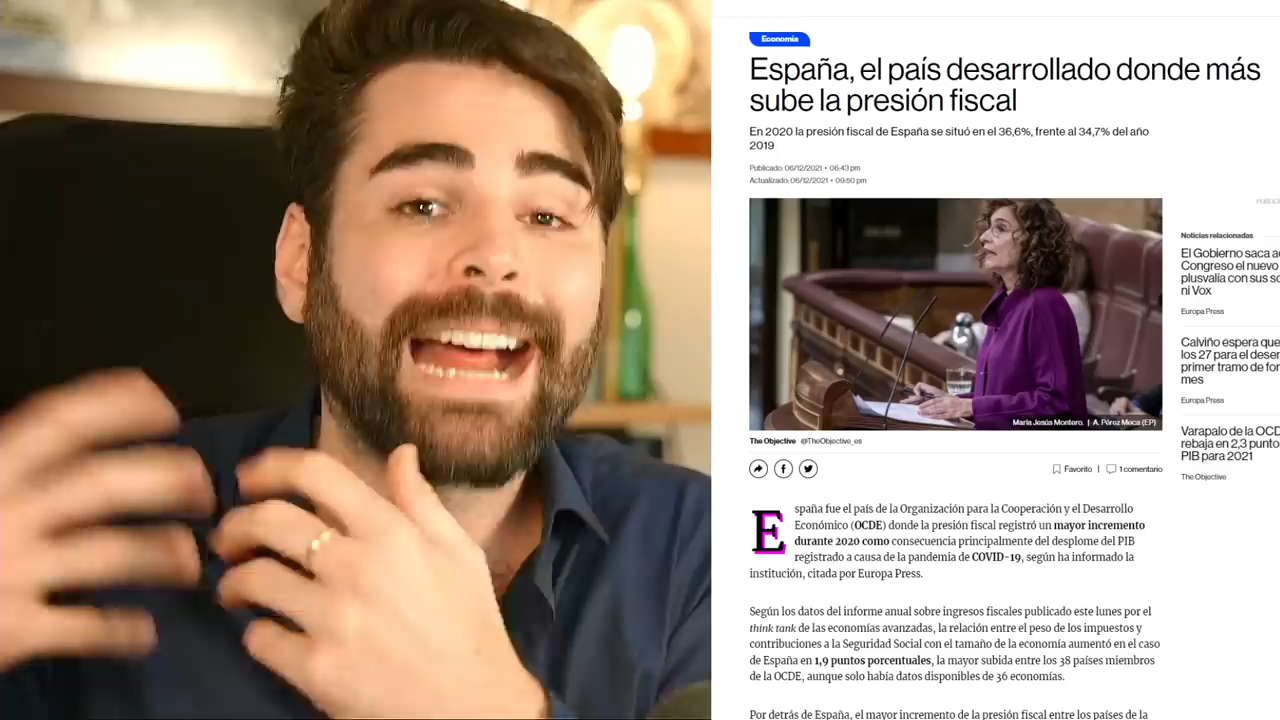 Economía
España, el país desarrollado donde más
sube la presión fiscal
En 2020 la presión fiscal de España se situó en el 36,6%, frente al 34,7% del año
2019
Publicado: 06/12/2021 • 06:43 pm
Actualizado: 06/12/2021 • 09:50 pm
María Jesús Montero. | A. Pérez Meca (EP)
The Objective @TheObjective_es
Favorito | 1 comentario
España fue el país de la Organización para la Cooperación y el Desarrollo
Económico (OCDE) donde la presión fiscal registró un mayor incremento
durante 2020 como consecuencia principalmente del desplome del PIB
registrado a causa de la pandemia de COVID-19, según ha informado la
institución, citada por Europa Press.
Según los datos del informe anual sobre ingresos fiscales publicado este lunes por el
think tank de las economías avanzadas, la relación entre el peso de los impuestos y
contribuciones a la Seguridad Social con el tamaño de la economía aumentó en el caso
de España en 1,9 puntos porcentuales, la mayor subida entre los 38 países miembros
de la OCDE, aunque solo había datos disponibles de 36 economías.
Por detrás de España, el mayor incremento de la presión fiscal entre los países de la
PUBLIC
Noticias relacionadas
El Gobierno saca a
Congreso el nuevo
plusvalía con sus so
ni Vox
Europa Press
Calviño espera que
los 27 para el desem
primer tramo de fon
mes
Europa Press
Varapalo de la OCD
rebaja en 2,3 punto
PIB para 2021
The Objective